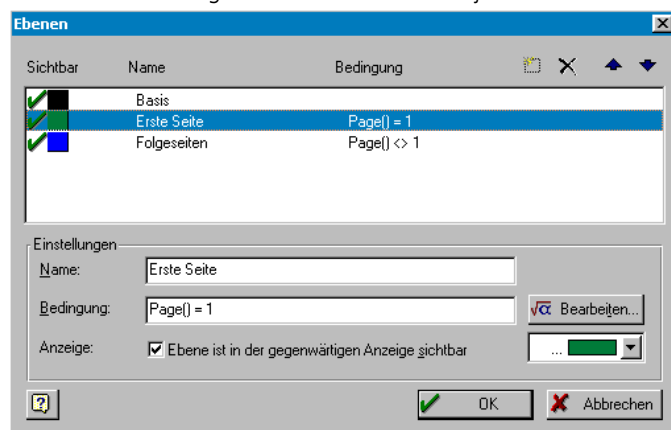 Ebenen
Sichtbar Name Bedingung
Basis
Erste Seite Page() = 1
Folgeseiten Page() <> 1
Einstellungen
Name: Erste Seite
Bedingung: Page() = 1 √α Bearbeiten...
Anzeige: Ebene ist in der gegenwärtigen Anzeige sichtbar ...
? OK Abbrechen